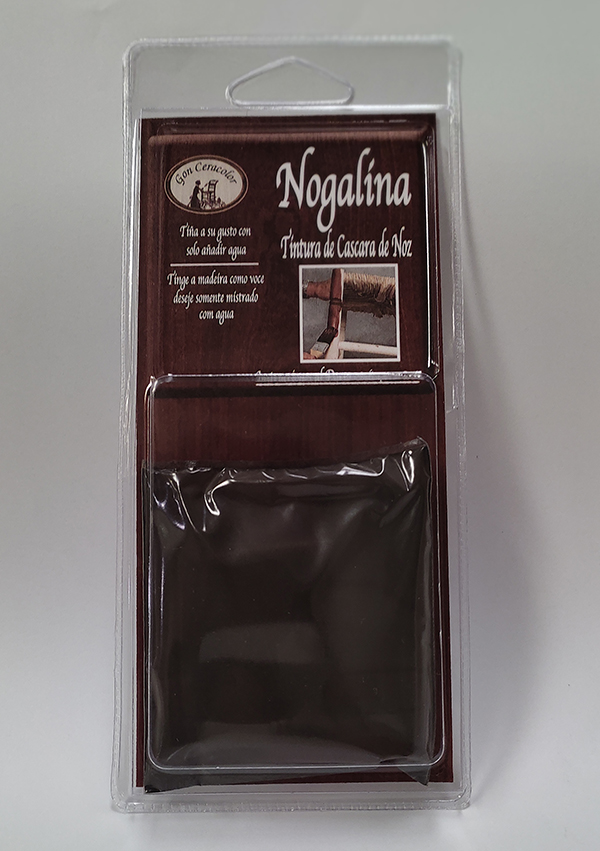 Gon Ceracolor
Nogalina
Tintura de Cascara de Noz
Tiña a su gusto con
solo añadir agua
Tinge a madeira como voce
deseje somente mistrado
com agua